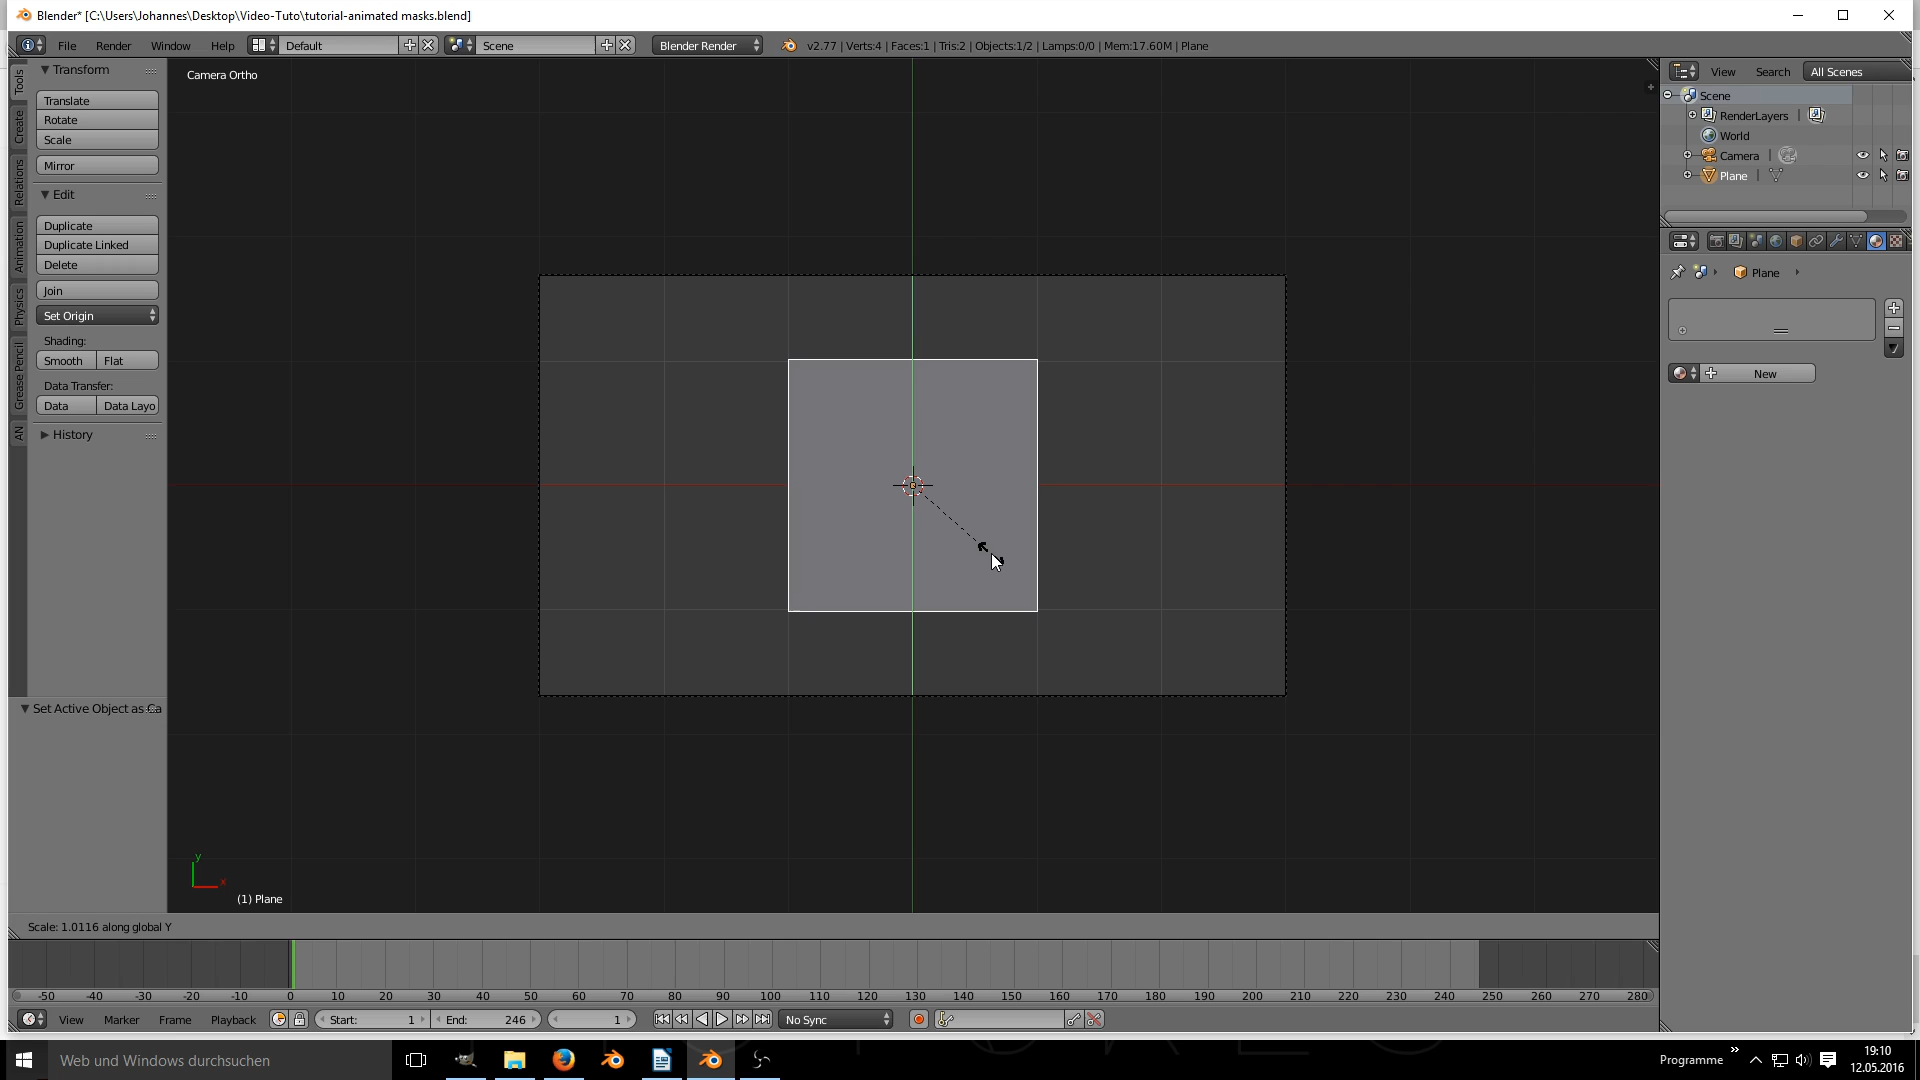 Blender* [C:\Users\Johannes\Desktop\Video-Tuto\tutorial-animated masks.blend]
File Render Window Help Default Scene Blender Render v2.77 | Verts:4 | Faces:1 | Tris:2 | Objects:1/2 | Lamps:0/0 | Mem:17.60M | Plane
Tools
Create
Relations
Animation
Physics
Grease Pencil
AN
Transform
Translate
Rotate
Scale
Mirror
Edit
Duplicate
Duplicate Linked
Delete
Join
Set Origin
Shading:
Smooth Flat
Data Transfer:
Data Data Layo
History
Set Active Object as Ca
Camera Ortho
y
x
(1) Plane
View Search All Scenes
Scene
RenderLayers
World
Camera
Plane
Plane
New
Scale: 1.0116 along global Y
-50 -40 -30 -20 -10 0 10 20 30 40 50 60 70 80 90 100 110 120 130 140 150 160 170 180 190 200 210 220 230 240 250 260 270 280
View Marker Frame Playback Start: 1 End: 246 1 No Sync
Web und Windows durchsuchen
Programme
19:10
12.05.2016